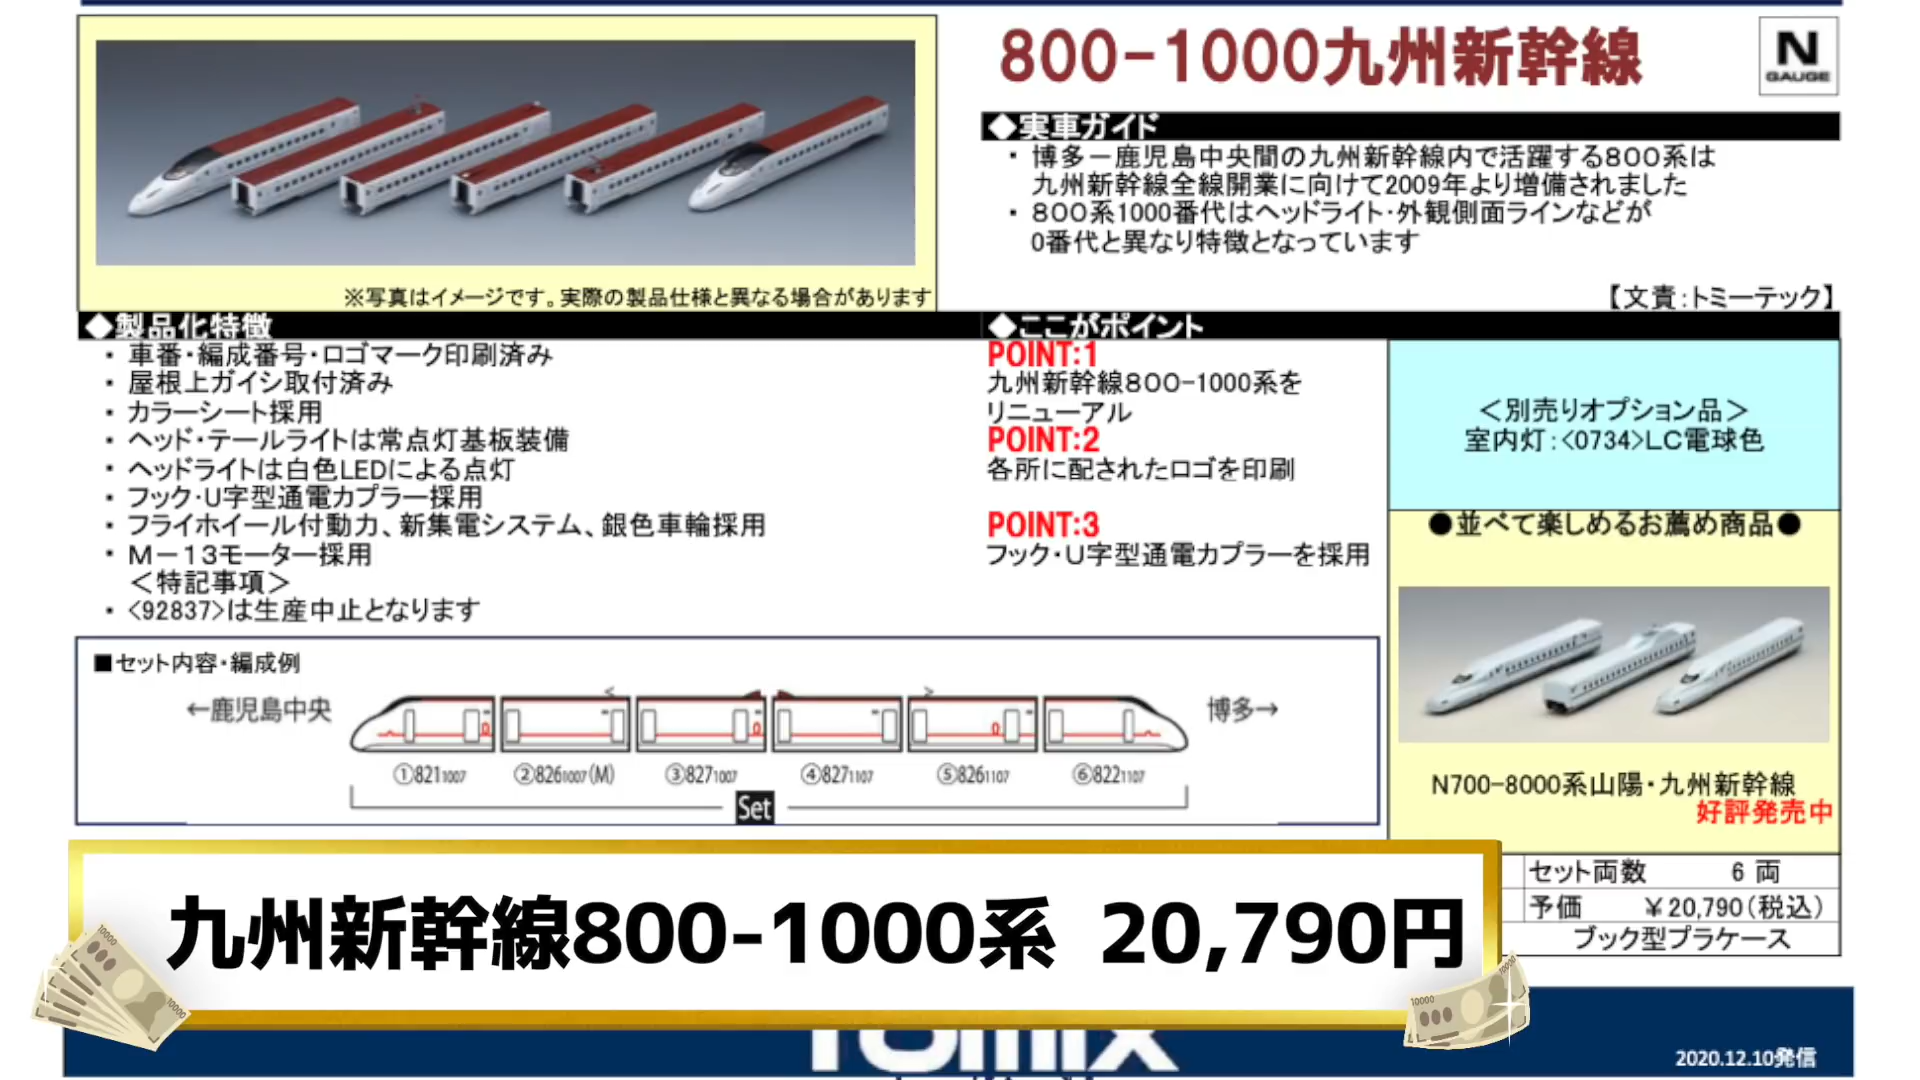 800-1000九州新幹線
N
GAUGE
◆実車ガイド
・ 博多－鹿児島中央間の九州新幹線内で活躍する800系は
九州新幹線全線開業に向けて2009年より増備されました
・ 800系1000番代はヘッドライト・外観側面ラインなどが
0番代と異なり特徴となっています
※写真はイメージです。実際の製品仕様と異なる場合があります
【文責：トミーテック】
◆製品化特徴
・ 車番・編成番号・ロゴマーク印刷済み
・ 屋根上ガイシ取付済み
・ カラーシート採用
・ ヘッド・テールライトは常点灯基板装備
・ ヘッドライトは白色LEDによる点灯
・ フック・U字型通電カプラー採用
・ フライホイール付動力、新集電システム、銀色車輪採用
・ M－13モーター採用
＜特記事項＞
・ <92837>は生産中止となります
◆ここがポイント
POINT:1
九州新幹線800-1000系を
リニューアル
POINT:2
各所に配されたロゴを印刷
POINT:3
フック・U字型通電カプラーを採用
＜別売りオプション品＞
室内灯：<0734>LC電球色
●並べて楽しめるお薦め商品●
N700-8000系山陽・九州新幹線
好評発売中
■セット内容・編成例
←鹿児島中央
博多→
①821 1007 ②826 1007(M) ③827 1007 ④827 1107 ⑤826 1107 ⑥822 1107
Set
セット両数 6 両
予価 ￥20,790（税込）
ブック型プラケース
九州新幹線800-1000系 20,790円
10000
10000
10000
10000
TOMIX
2020.12.10発信